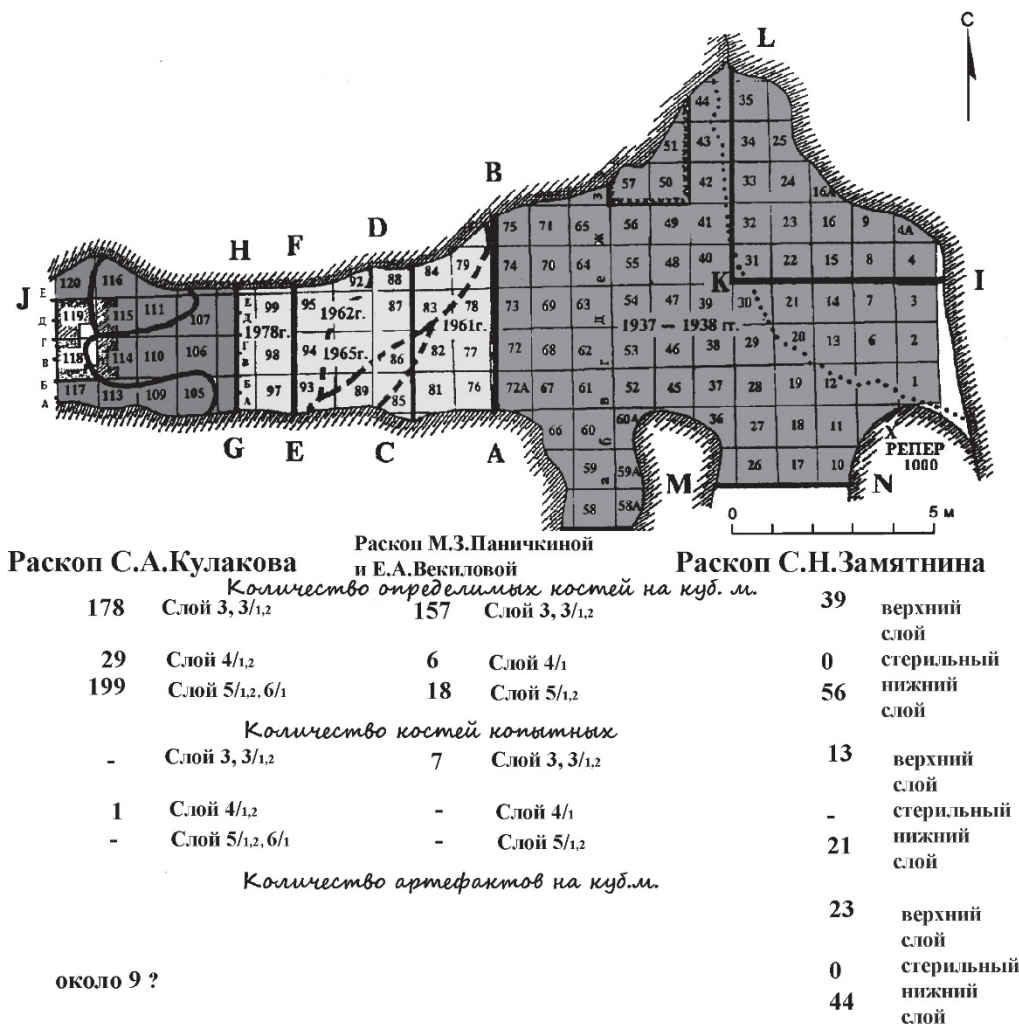 С
L
44 35
51 43 34 25
B
57 50 42 33 24 16А
З
75 71 65 56 49 41 32 23 16 9 4А
ж
H F D
74 70 64 е 55 48 40 31 22 15 8 4
K I
120 116 92 88 84 79
J Е
119 115 111 107 Е 99 95 1962г. 87 83 78 73 69 63 д 54 47 39 30 21 14 7 3
Д
Д 1978г. 1961г. 1937 – 1938 гг.
Г
118 114 110 106 Г 98 94 1965г. 86 82 77 72 68 62 г 53 46 38 29 20 13 6 2
В
В
Б 117 113 109 105 Б 97 93 89 85 81 76 72А 67 61 в 52 45 37 28 19 12 1
А
А
66 60 б 60А 36 27 18 11
G E C A
X
РЕПЕР
1000
59 а 59А M 26 17 10 N
58 58А
0 5 м
Раскоп С.А.Кулакова
Раскоп М.З.Паничкиной
и Е.А.Векиловой
Раскоп С.Н.Замятнина
Количество определимых костей на куб. м.
178 Слой 3, 3/1,2 157 Слой 3, 3/1,2 39 верхний
слой
29 Слой 4/1,2 6 Слой 4/1 0 стерильный
199 Слой 5/1,2, 6/1 18 Слой 5/1,2 56 нижний
слой
Количество костей копытных
- Слой 3, 3/1,2 7 Слой 3, 3/1,2 13 верхний
слой
1 Слой 4/1,2 - Слой 4/1 - стерильный
- Слой 5/1,2, 6/1 - Слой 5/1,2 21 нижний
слой
Количество артефактов на куб.м.
23 верхний
слой
около 9 ? 0 стерильный
44 нижний
слой